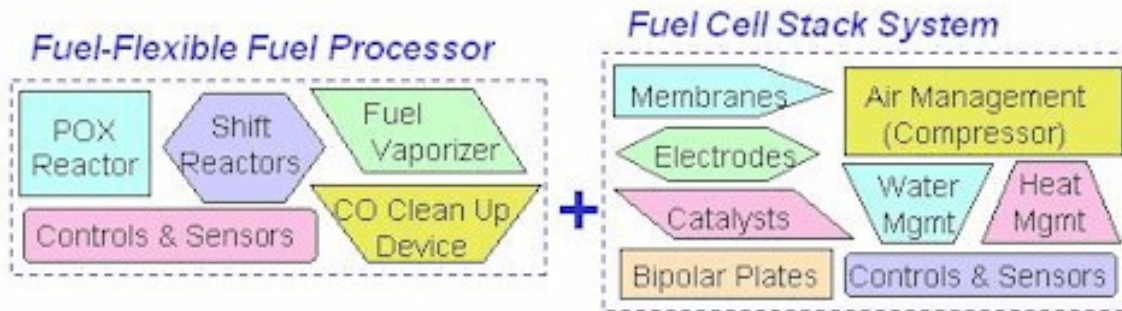 Fuel-Flexible Fuel Processor
POX
Reactor
Shift
Reactors
Fuel
Vaporizer
Controls & Sensors
CO Clean Up
Device
+
Fuel Cell Stack System
Membranes
Air Management
(Compressor)
Electrodes
Catalysts
Water
Mgmt
Heat
Mgmt
Bipolar Plates
Controls & Sensors